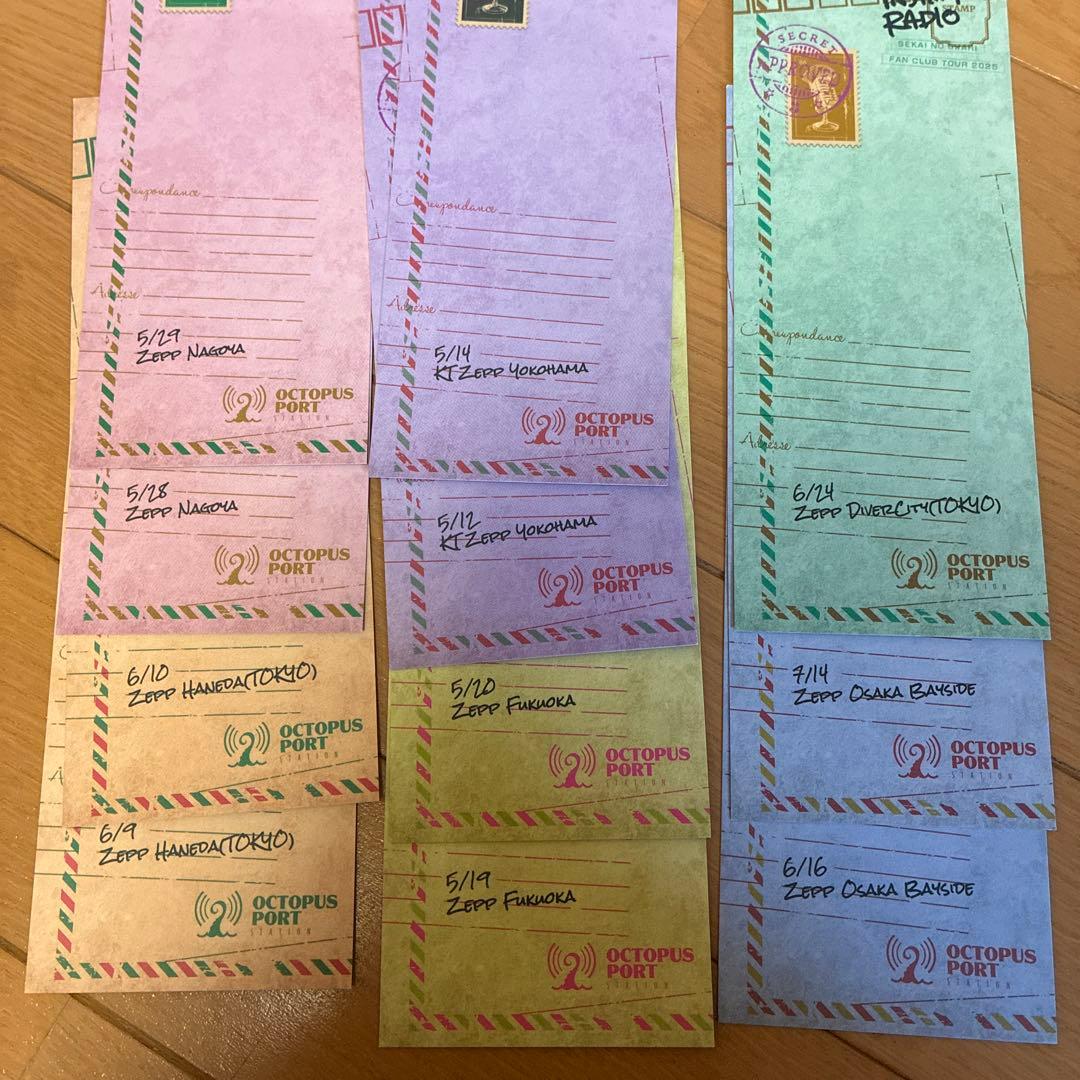 Correspondance
Adresse
5/29
ZEPP NAGOYA
OCTOPUS
PORT
STATION
5/28
ZEPP NAGOYA
OCTOPUS
PORT
STATION
6/10
ZEPP HANEDA(TOKYO)
OCTOPUS
PORT
STATION
6/9
ZEPP HANEDA(TOKYO)
OCTOPUS
PORT
STATION
Correspondance
Adresse
5/14
KT ZEPP YOKOHAMA
OCTOPUS
PORT
STATION
5/12
KT ZEPP YOKOHAMA
OCTOPUS
PORT
STATION
5/20
ZEPP FUKUOKA
OCTOPUS
PORT
STATION
5/19
ZEPP FUKUOKA
OCTOPUS
PORT
STATION
RADIO
STAMP
SEKAI NO OWARI
FAN CLUB TOUR 2025
SECRET
APPROVED
Correspondance
Adresse
6/24
ZEPP DIVERCITY(TOKYO)
OCTOPUS
PORT
STATION
7/14
ZEPP OSAKA BAYSIDE
OCTOPUS
PORT
STATION
6/16
ZEPP OSAKA BAYSIDE
OCTOPUS
PORT
STATION